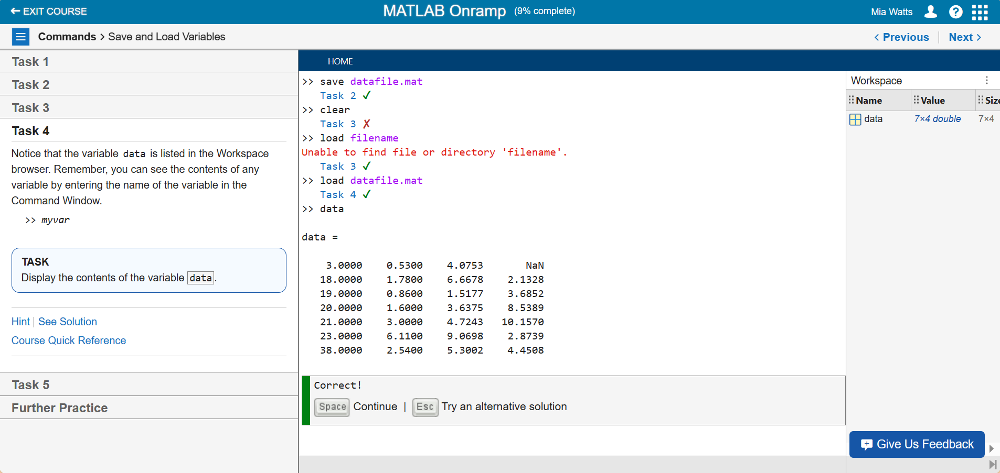 EXIT COURSE
MATLAB Onramp (9% complete)
Mia Watts
Commands > Save and Load Variables
Previous
Next
Task 1
Task 2
Task 3
Task 4
Notice that the variable data is listed in the Workspace
browser. Remember, you can see the contents of any
variable by entering the name of the variable in the
Command Window.
>> myvar
TASK
Display the contents of the variable data.
Hint | See Solution
Course Quick Reference
Task 5
Further Practice
HOME
>> save datafile.mat
Task 2 ✓
>> clear
Task 3 ✗
>> load filename
Unable to find file or directory 'filename'.
Task 3 ✓
>> load datafile.mat
Task 4 ✓
>> data
data =
3.0000 0.5300 4.0753 NaN
18.0000 1.7800 6.6678 2.1328
19.0000 0.8600 1.5177 3.6852
20.0000 1.6000 3.6375 8.5389
21.0000 3.0000 4.7243 10.1570
23.0000 6.1100 9.0698 2.8739
38.0000 2.5400 5.3002 4.4508
Correct!
Space Continue | Esc Try an alternative solution
Workspace
Name Value Size
data 7×4 double 7×4
Give Us Feedback